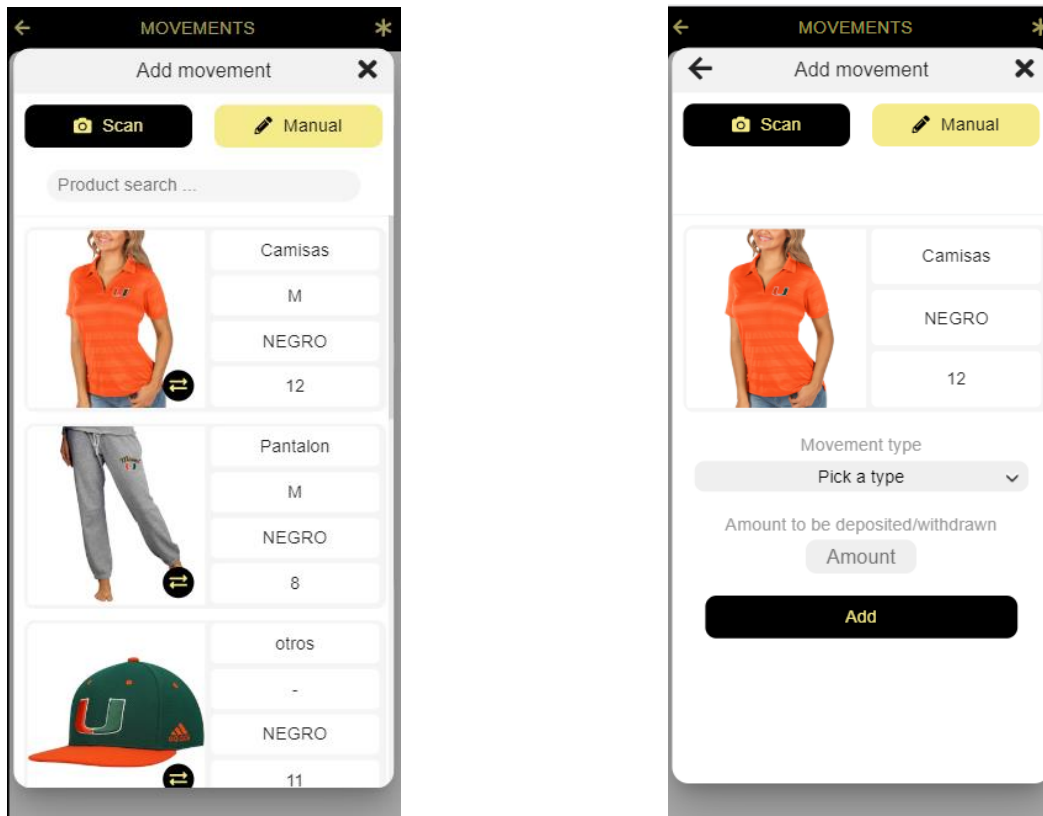 MOVEMENTS
Add movement
Scan
Manual
Product search ...
Camisas
M
NEGRO
12
Pantalon
M
NEGRO
8
otros
-
NEGRO
11
MOVEMENTS
Add movement
Scan
Manual
Camisas
NEGRO
12
Movement type
Pick a type
Amount to be deposited/withdrawn
Amount
Add